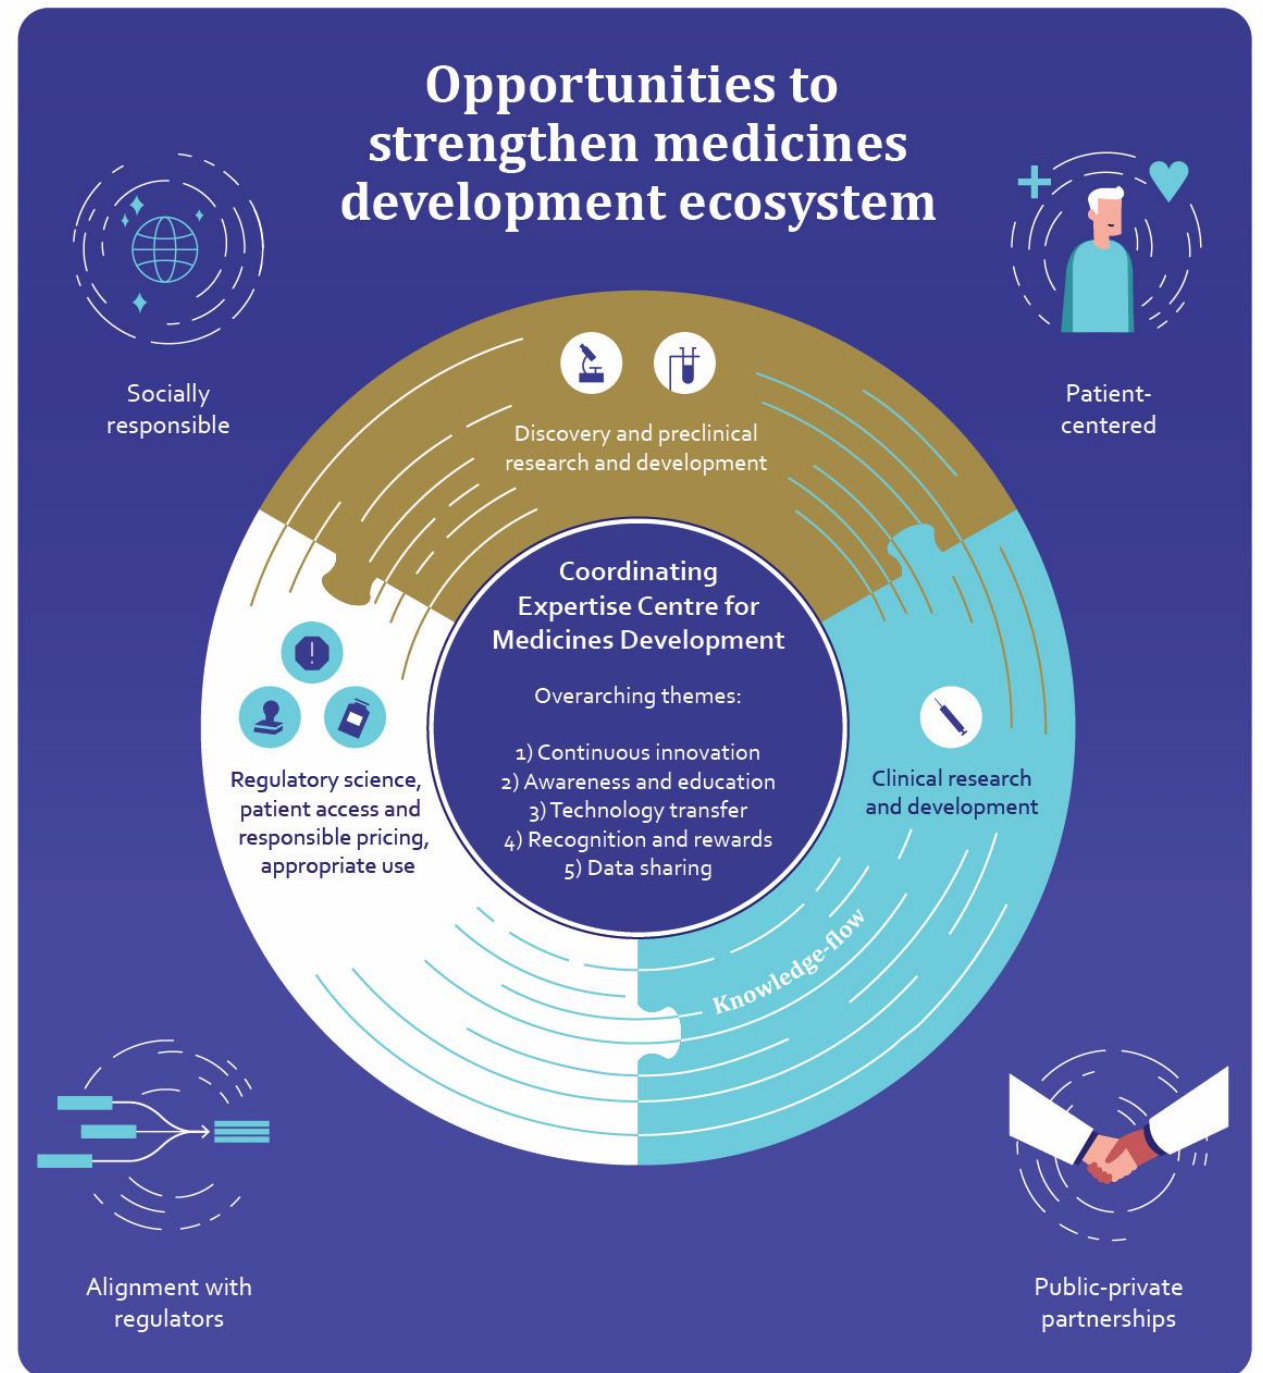 Opportunities to
strengthen medicines
development ecosystem
Socially
responsible
Patient-
centered
Discovery and preclinical
research and development
Coordinating
Expertise Centre for
Medicines Development
Overarching themes:
1) Continuous innovation
2) Awareness and education
3) Technology transfer
4) Recognition and rewards
5) Data sharing
Regulatory science,
patient access and
responsible pricing,
appropriate use
Clinical research
and development
Knowledge-flow
Alignment with
regulators
Public-private
partnerships